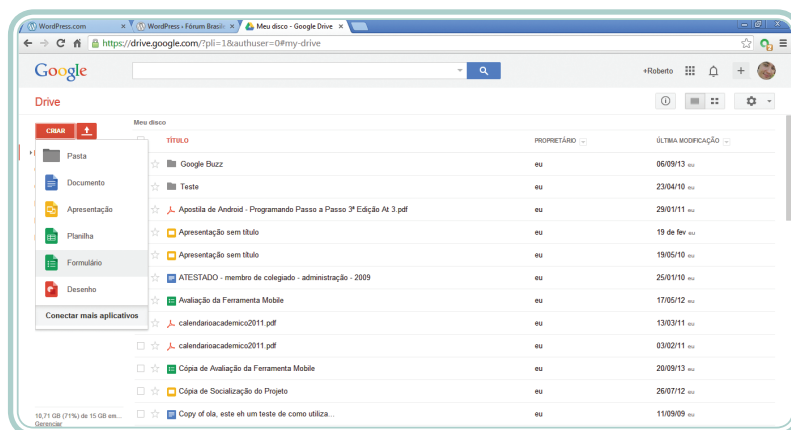 WordPress.com
WordPress › Fórum Brasile
Meu disco - Google Drive
https://drive.google.com/?pli=1&authuser=0#my-drive
Google
+Roberto
Drive
CRIAR
Meu disco
TÍTULO PROPRIETÁRIO ÚLTIMA MODIFICAÇÃO
Pasta
Documento
Apresentação
Planilha
Formulário
Desenho
Conectar mais aplicativos
Google Buzz eu 06/09/13 eu
Teste eu 23/04/10 eu
Apostila de Android - Programando Passo a Passo 3ª Edição At 3.pdf eu 29/01/11 eu
Apresentação sem título eu 19 de fev eu
Apresentação sem título eu 19/05/10 eu
ATESTADO - membro de colegiado - administração - 2009 eu 25/01/10 eu
Avaliação da Ferramenta Mobile eu 17/05/12 eu
calendarioacademico2011.pdf eu 13/03/11 eu
calendarioacademico2011.pdf eu 03/02/11 eu
Cópia de Avaliação da Ferramenta Mobile eu 20/09/13 eu
Cópia de Socialização do Projeto eu 26/07/12 eu
Copy of ola, este eh um teste de como utiliza... eu 11/09/09 eu
10,71 GB (71%) de 15 GB em...
Gerenciar